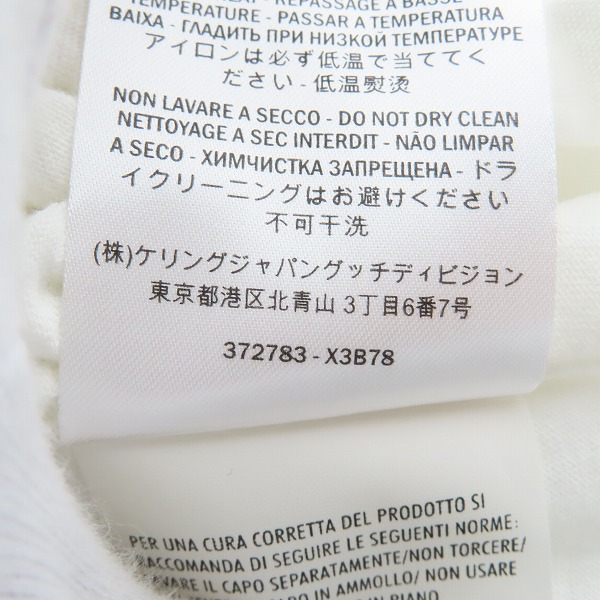 REPASSAGE A BASSE
TEMPERATURE - PASSAR A TEMPERATURA
BAIXA - ГЛАДИТЬ ПРИ НИЗКОЙ ТЕМПЕРАТУРЕ
アイロンは必ず低温で当ててく
ださい - 低温熨烫
NON LAVARE A SECCO - DO NOT DRY CLEAN
NETTOYAGE A SEC INTERDIT - NÃO LIMPAR
A SECO - ХИМЧИСТКА ЗАПРЕЩЕНА - ドラ
イクリーニングはお避けください
不可干洗
(株)ケリングジャパングッチディビジョン
東京都港区北青山 3丁目6番7号
372783 - X3B78
PER UNA CURA CORRETTA DEL PRODOTTO SI
RACCOMANDA DI SEGUIRE LE SEGUENTI NORME:
LAVARE IL CAPO SEPARATAMENTE/NON TORCERE/
IN AMMOLLO/ NON USARE
IN PIANO